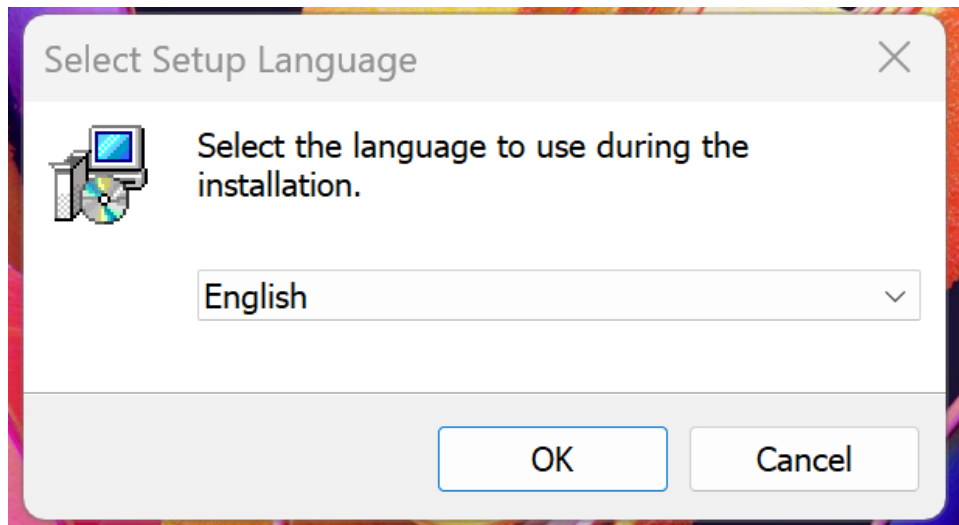 Select Setup Language
Select the language to use during the
installation.
English
OK
Cancel